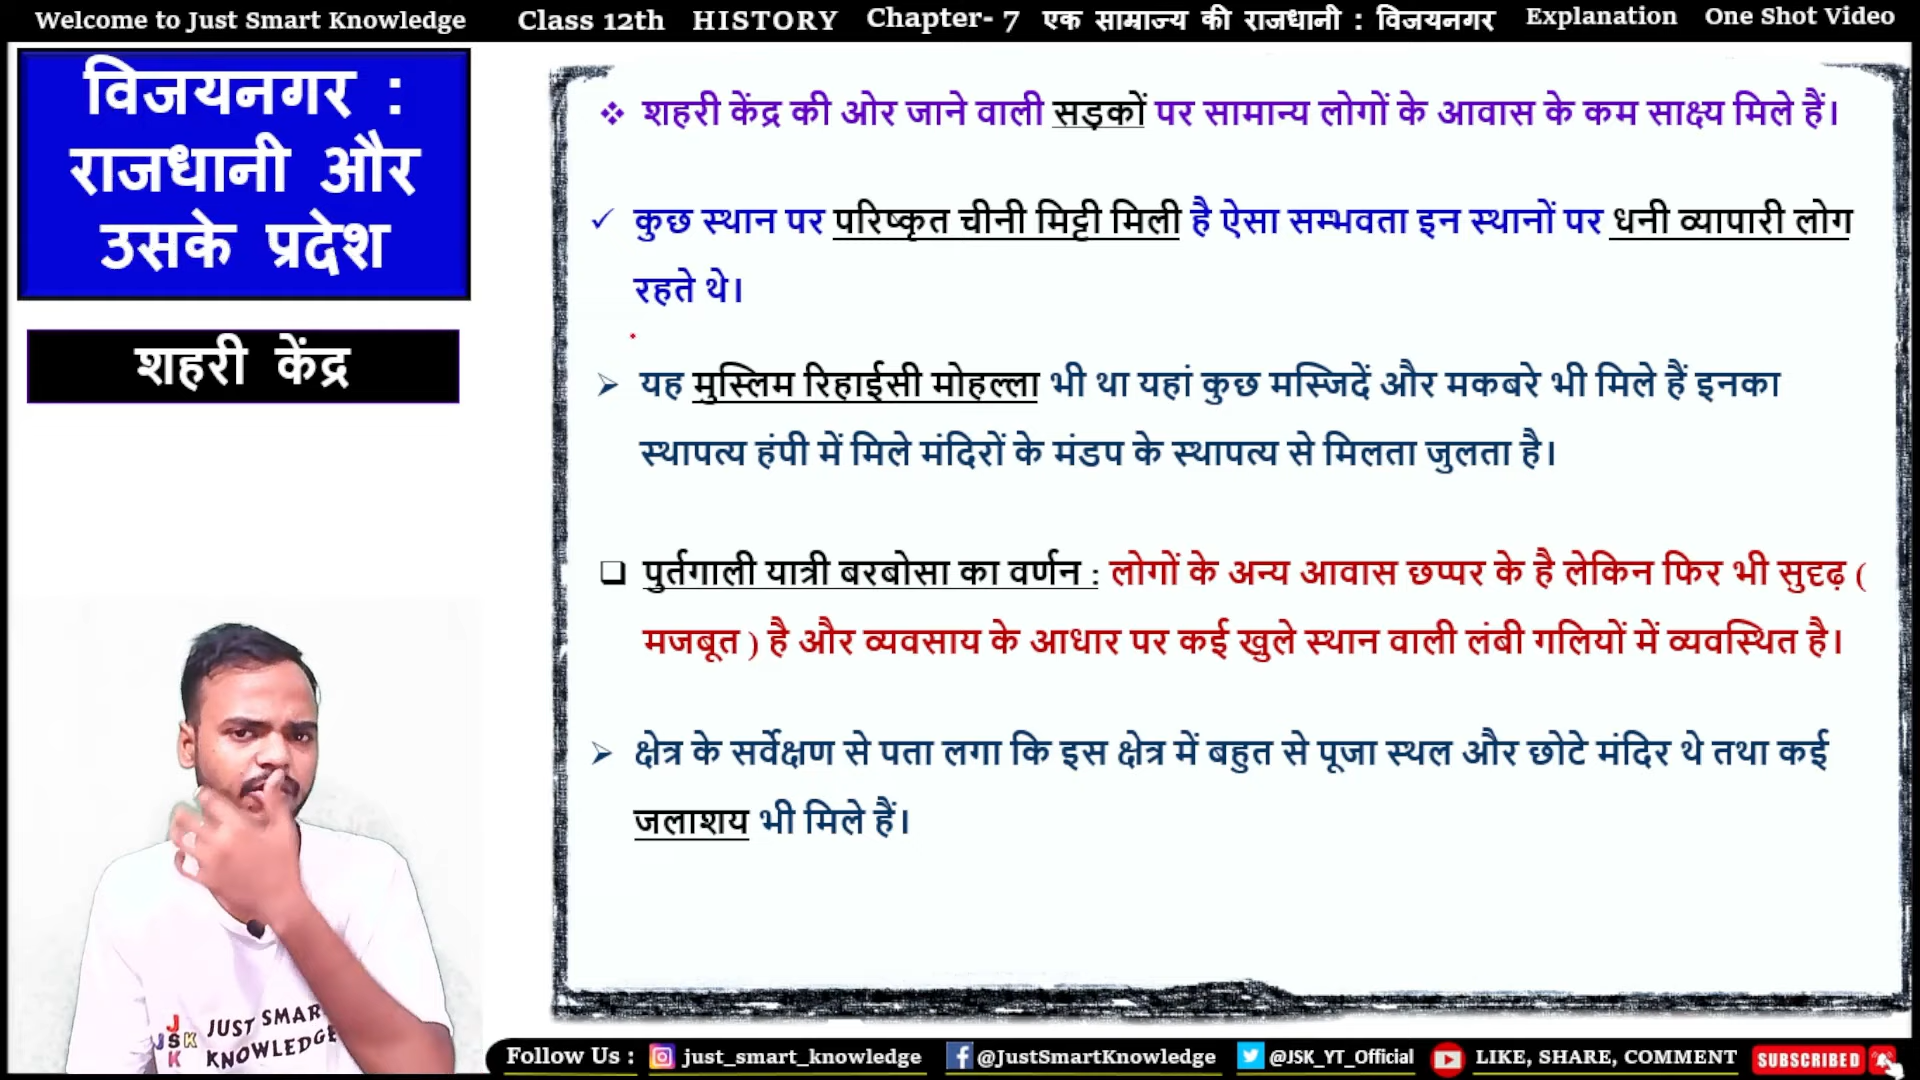 Welcome to Just Smart Knowledge Class 12th HISTORY Chapter- 7 एक साम्राज्य की राजधानी : विजयनगर Explanation One Shot Video
विजयनगर :
राजधानी और
उसके प्रदेश
शहरी केंद्र
❖ शहरी केंद्र की ओर जाने वाली सड़कों पर सामान्य लोगों के आवास के कम साक्ष्य मिले हैं।
✓ कुछ स्थान पर परिष्कृत चीनी मिट्टी मिली है ऐसा सम्भवता इन स्थानों पर धनी व्यापारी लोग
रहते थे।
➢ यह मुस्लिम रिहाईसी मोहल्ला भी था यहां कुछ मस्जिदें और मकबरे भी मिले हैं इनका
स्थापत्य हंपी में मिले मंदिरों के मंडप के स्थापत्य से मिलता जुलता है।
❑ पुर्तगाली यात्री बरबोसा का वर्णन : लोगों के अन्य आवास छप्पर के है लेकिन फिर भी सुदृढ़ (
मजबूत ) है और व्यवसाय के आधार पर कई खुले स्थान वाली लंबी गलियों में व्यवस्थित है।
➢ क्षेत्र के सर्वेक्षण से पता लगा कि इस क्षेत्र में बहुत से पूजा स्थल और छोटे मंदिर थे तथा कई
जलाशय भी मिले हैं।
JSK
JUST SMAR
KNOWLEDGE
Follow Us : just_smart_knowledge @JustSmartKnowledge @JSK_YT_Official LIKE, SHARE, COMMENT SUBSCRIBED